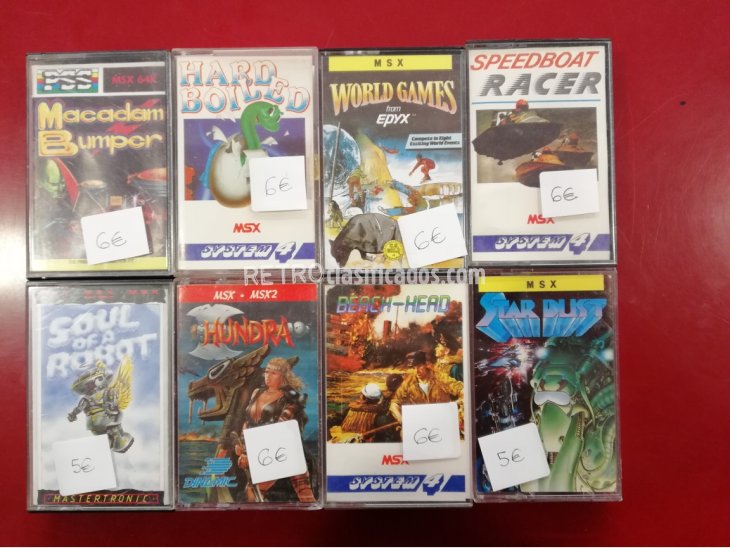 PSS
MSX 64K
Macadam
Bumper
6€
HARD
BOILED
6€
MSX
SYSTEM 4
MSX
WORLD GAMES
from
EPYX
Compete in Eight
Exciting World Events
6€
SPEEDBOAT
RACER
6€
MSX
SYSTEM 4
RETROclasificados.com
SOUL
OF A
ROBOT
5€
MASTERTRONIC
MSX - MSX2
HUNDRA
6€
DINAMIC
BEACH-HEAD
6€
MSX
SYSTEM 4
MSX
STAR DUST
5€